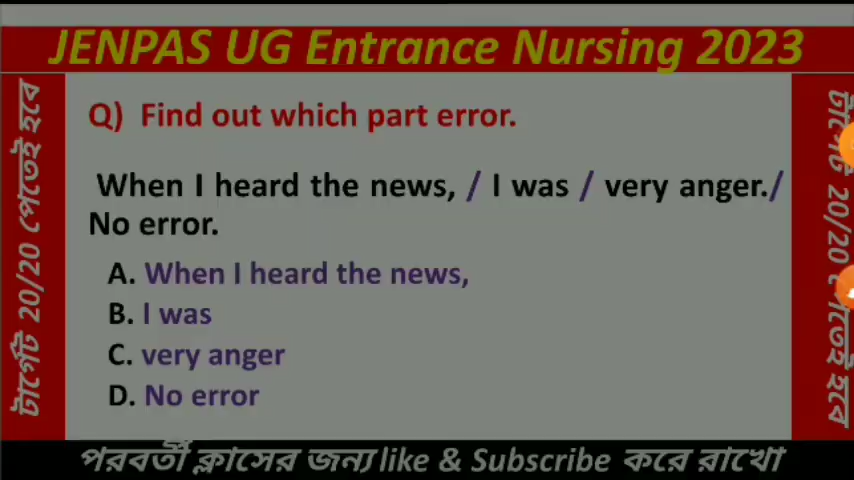 JENPAS UG Entrance Nursing 2023
টার্গেট 20/20 পেতেই হবে
Q) Find out which part error.
When I heard the news, / I was / very anger./
No error.
A. When I heard the news,
B. I was
C. very anger
D. No error
টার্গেট 20/20 পেতেই হবে
পরবর্তী ক্লাসের জন্য like & Subscribe করে রাখো